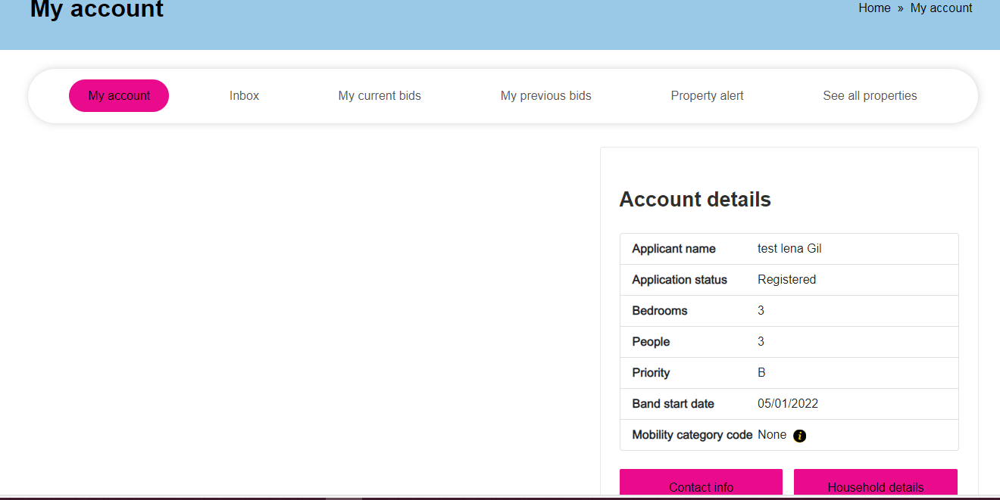 My account
Home » My account
My account Inbox My current bids My previous bids Property alert See all properties
Account details
Applicant name test lena Gil
Application status Registered
Bedrooms 3
People 3
Priority B
Band start date 05/01/2022
Mobility category code None i
Contact info Household details